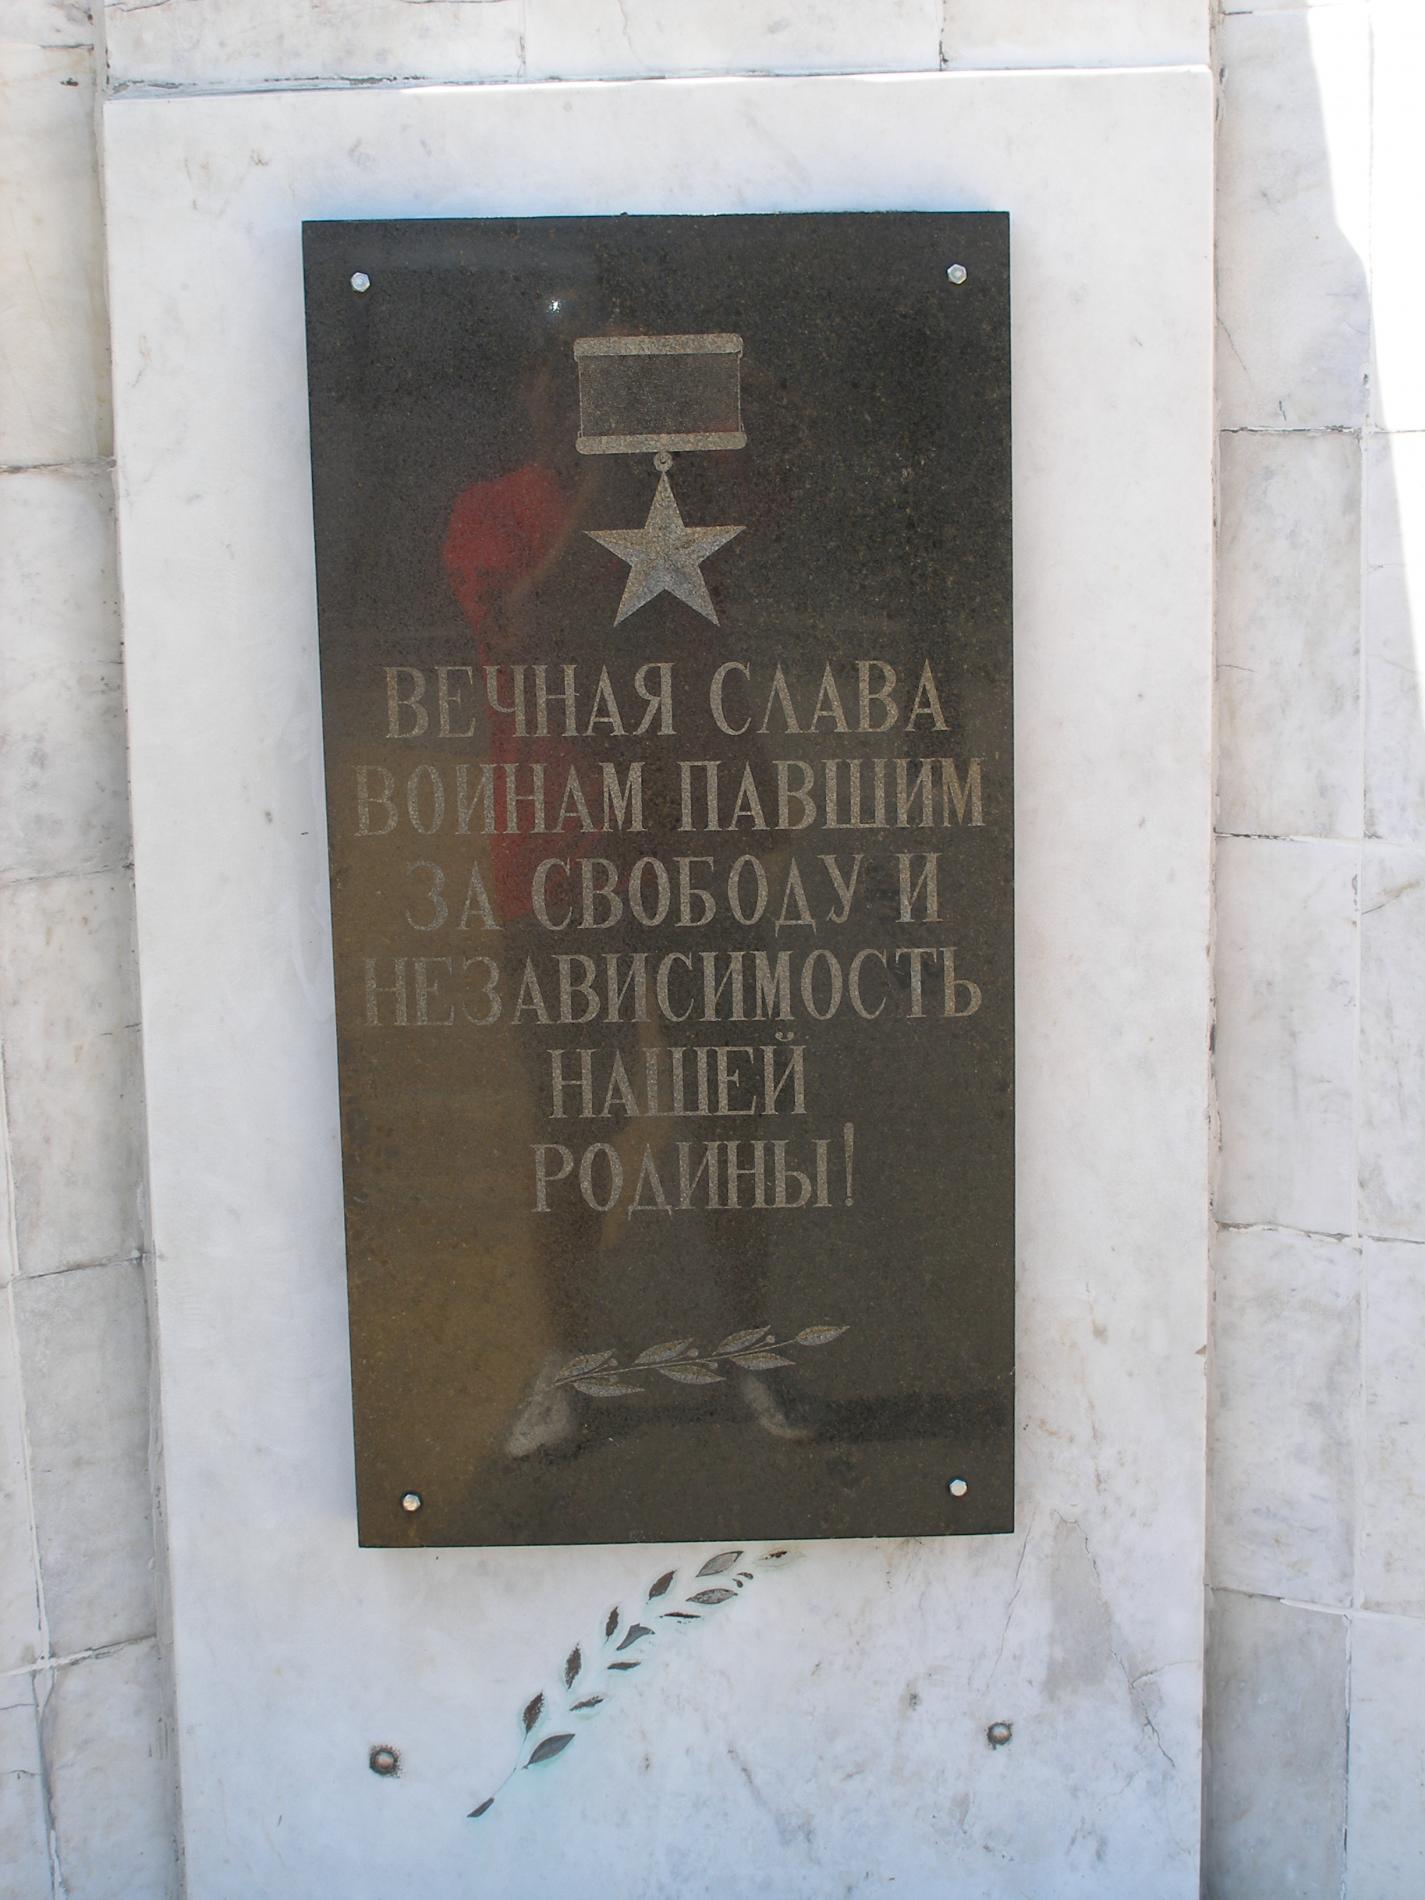 ВЕЧНАЯ СЛАВА
ВОИНАМ ПАВШИМ
ЗА СВОБОДУ И
НЕЗАВИСИМОСТЬ
НАШЕЙ
РОДИНЫ!